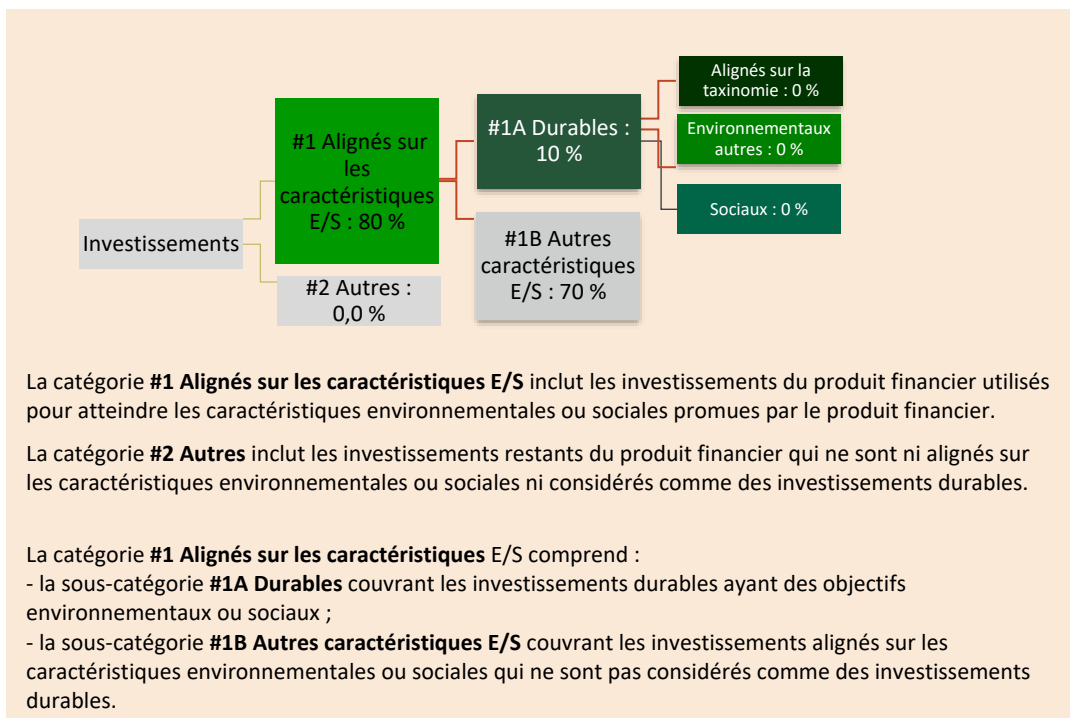 Investissements
#1 Alignés sur
les
caractéristiques
E/S : 80 %
#2 Autres :
0,0 %
#1A Durables :
10 %
#1B Autres
caractéristiques
E/S : 70 %
Alignés sur la
taxinomie : 0 %
Environnementaux
autres : 0 %
Sociaux : 0 %
La catégorie #1 Alignés sur les caractéristiques E/S inclut les investissements du produit financier utilisés
pour atteindre les caractéristiques environnementales ou sociales promues par le produit financier.
La catégorie #2 Autres inclut les investissements restants du produit financier qui ne sont ni alignés sur
les caractéristiques environnementales ou sociales ni considérés comme des investissements durables.
La catégorie #1 Alignés sur les caractéristiques E/S comprend :
- la sous-catégorie #1A Durables couvrant les investissements durables ayant des objectifs
environnementaux ou sociaux ;
- la sous-catégorie #1B Autres caractéristiques E/S couvrant les investissements alignés sur les
caractéristiques environnementales ou sociales qui ne sont pas considérés comme des investissements
durables.